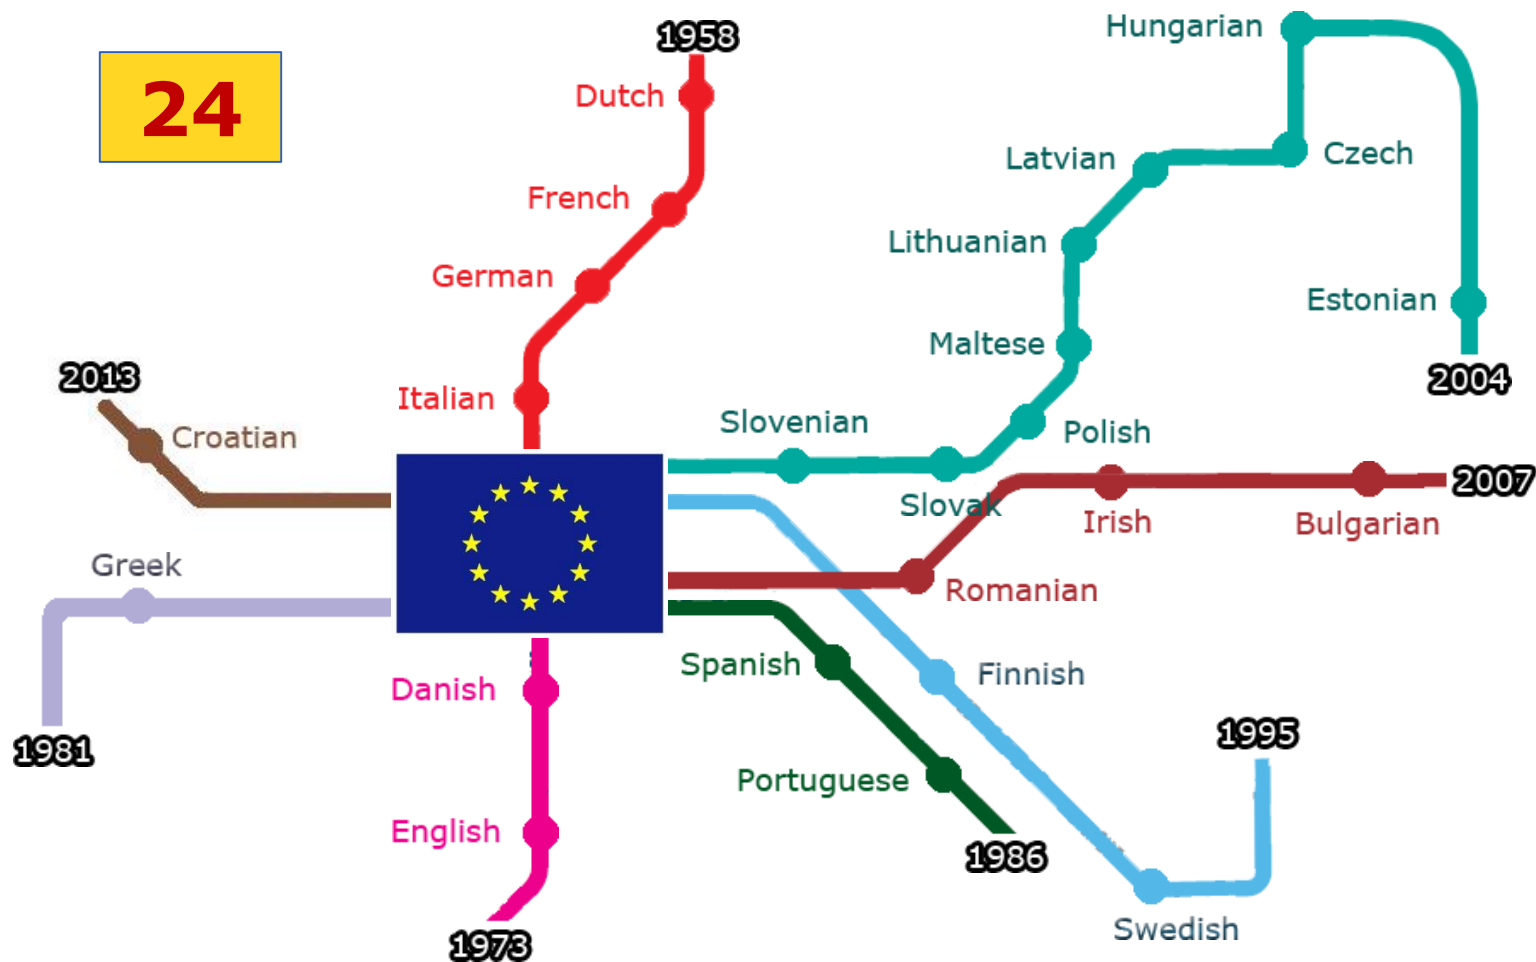 24
1958
Dutch
French
German
Italian
Hungarian
Latvian
Czech
Lithuanian
Estonian
Maltese
2004
Polish
Slovenian
Slovak
2013
Croatian
2007
Irish
Bulgarian
Romanian
Greek
1981
Spanish
Finnish
Portuguese
1986
1995
Swedish
Danish
English
1973